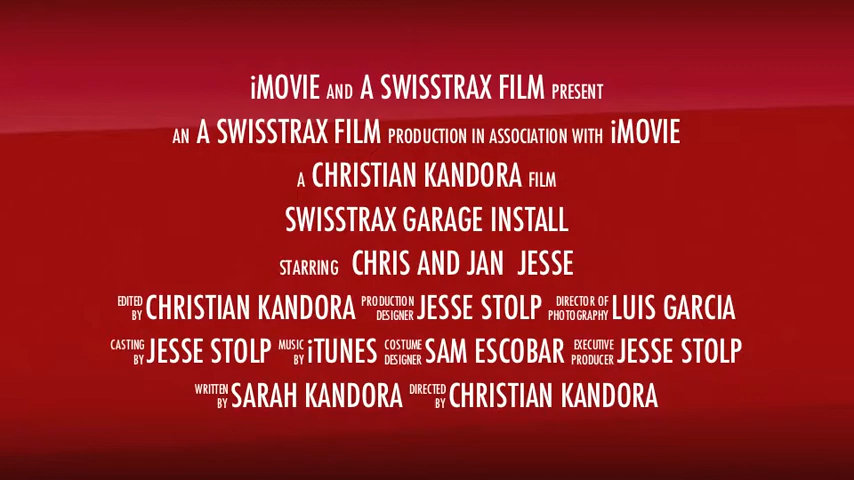 iMOVIE AND A SWISSTRAX FILM PRESENT
AN A SWISSTRAX FILM PRODUCTION IN ASSOCIATION WITH iMOVIE
A CHRISTIAN KANDORA FILM
SWISSTRAX GARAGE INSTALL
STARRING CHRIS AND JAN JESSE
EDITED BY CHRISTIAN KANDORA PRODUCTION DESIGNER JESSE STOLP DIRECTOR OF PHOTOGRAPHY LUIS GARCIA
CASTING BY JESSE STOLP MUSIC BY iTUNES COSTUME DESIGNER SAM ESCOBAR EXECUTIVE PRODUCER JESSE STOLP
WRITTEN BY SARAH KANDORA DIRECTED BY CHRISTIAN KANDORA